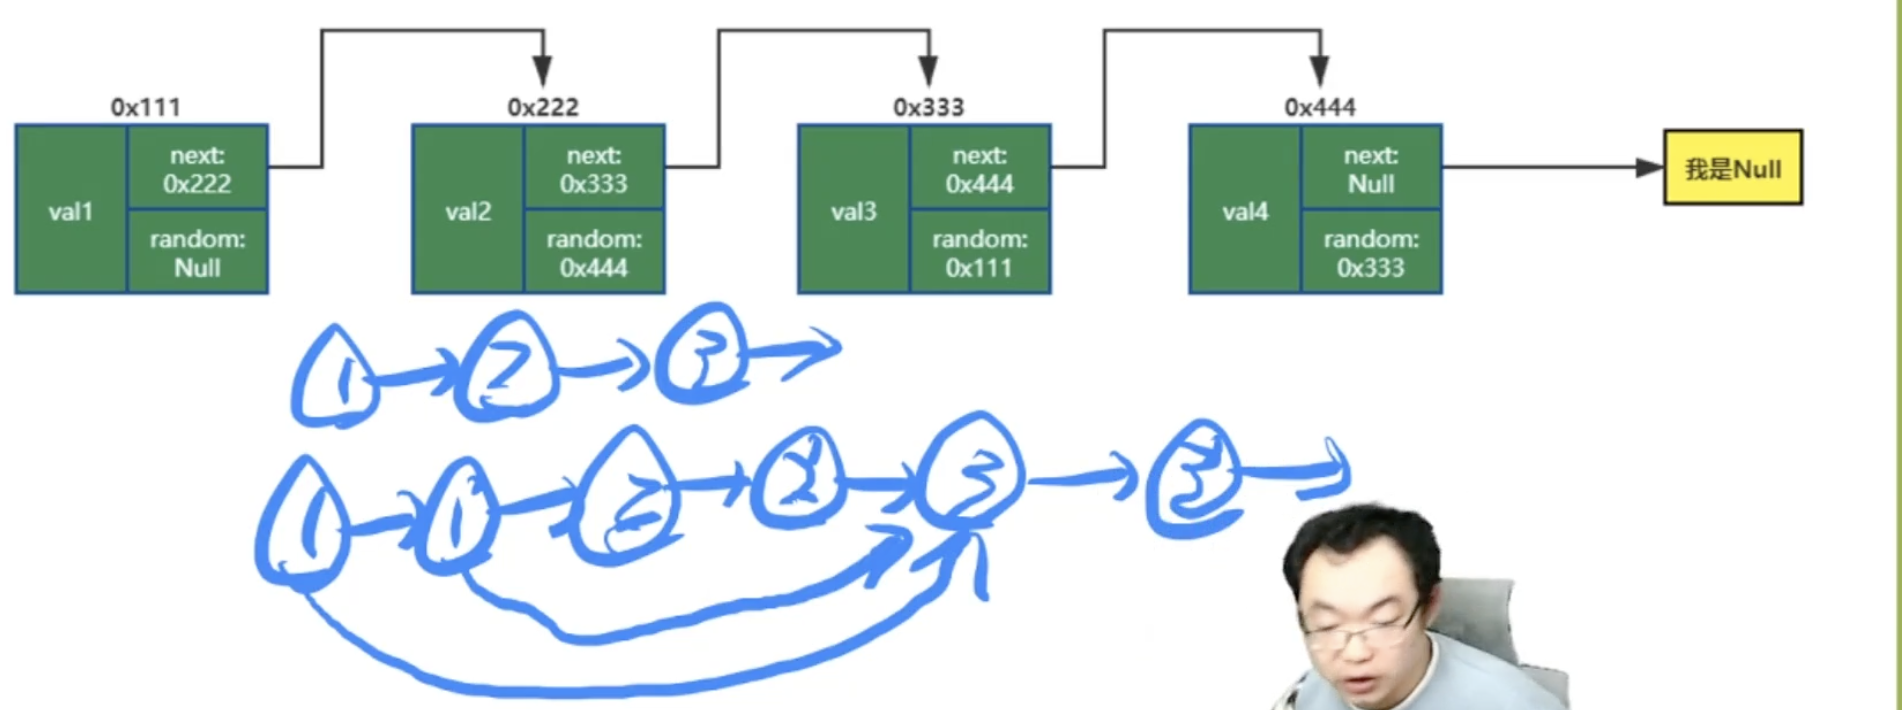 0x111
0x222
0x333
0x444
val1
next:
0x222
random:
Null
val2
next:
0x333
random:
0x444
val3
next:
0x444
random:
0x111
val4
next:
Null
random:
0x333
我是Null
1 2 3
1 1 2 2 3 3